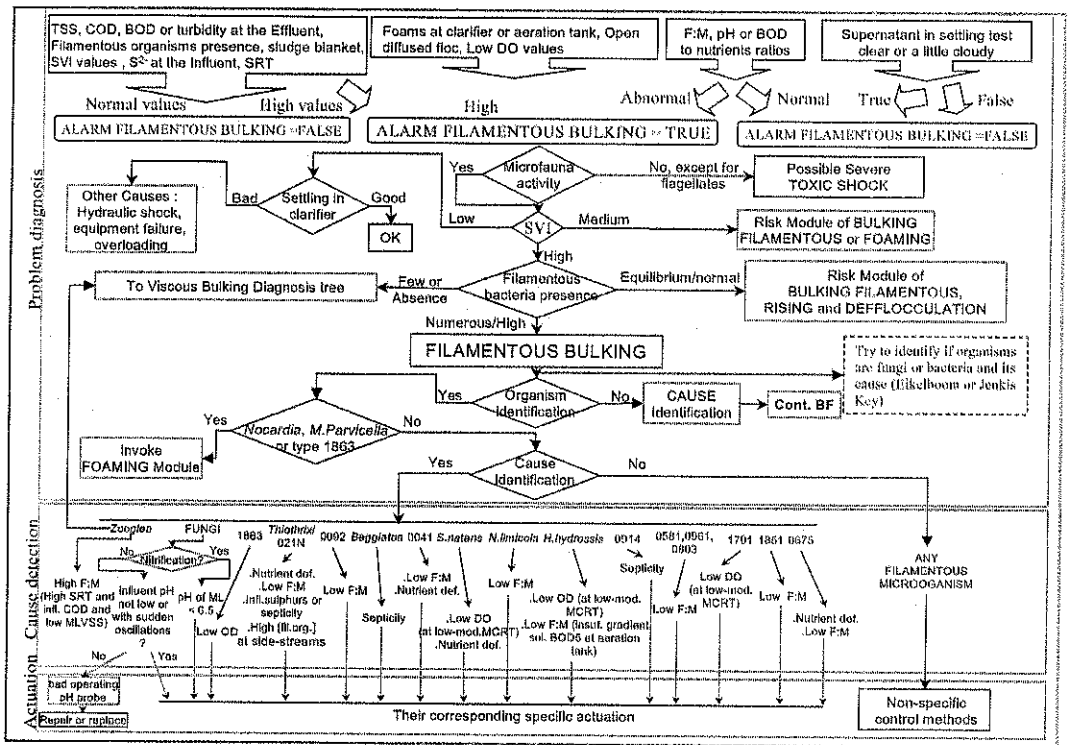 TSS, COD, BOD or turbidity at the Effluent,
Filamentous organisms presence, sludge blanket,
SVI values , S2- at the Influent, SRT
Foams at clarifier or aeration tank, Open
diffused floc, Low DO values
F:M, pH or BOD
to nutrients ratios
Supernatant in settling test
clear or a little cloudy
Normal values
High values
High
Abnormal
Normal
True
False
ALARM FILAMENTOUS BULKING =FALSE
ALARM FILAMENTOUS BULKING = TRUE
ALARM FILAMENTOUS BULKING =FALSE
Problem diagnosis
Yes
Microfauna
activity
No, except for
flagellates
Possible Severe
TOXIC SHOCK
Other Causes :
Hydraulic shock,
equipment failure,
overloading
Bad
Settling in
clarifier
Good
OK
Low
SVI
Medium
Risk Module of BULKING
FILAMENTOUS or FOAMING
High
To Viscous Bulking Diagnosis tree
Few or
Absence
Filamentous
bacteria presence
Equilibrium/normal
Risk Module of
BULKING FILAMENTOUS,
RISING and DEFFLOCCULATION
Numerous/High
FILAMENTOUS BULKING
Try to identify if organisms
are fungi or bacteria and its
cause (Eikelboom or Jenkis
Key)
Yes
Organism
Identification
No
CAUSE
Identification
Cont. BF
Yes
Nocardia, M.Parvicella
or type 1863
No
Invoke
FOAMING Module
Yes
Cause
Identification
No
Cause detection
Zooglea
FUNGI
1863
Thiothrix/
021N
0092
Beggiatoa
0041
S.natans
N.limicola
H.hydrossis
0914
0581,0961,
0803
1701
1851
0675
No
Nitrification?
Yes
High F:M
(High SRT and
infl. COD and
low MLVSS)
Influent pH
not low or
with sudden
oscillations
?
pH of ML
< 6.5
Low OD
.Nutrient def.
.Low F:M
.Infl.sulphurs or
septicity
.High [fil.org.]
at side-streams
Low F:M
Septicity
.Low F:M
.Nutrient def.
.Low DO
(at low-mod.MCRT)
.Nutrient def.
Low F:M
.Low OD (at low-mod.
MCRT)
.Low F:M (insuf. gradient
sol. BOD5 at aeration
tank)
Septicity
Low F:M
Low DO
(at low-mod.
MCRT)
Low F:M
.Nutrient def.
.Low F:M
ANY
FILAMENTOUS
MICROOGANISM
No
Yes
Actuation
bad operating
pH probe
Repair or replace
Their corresponding specific actuation
Non-specific
control methods